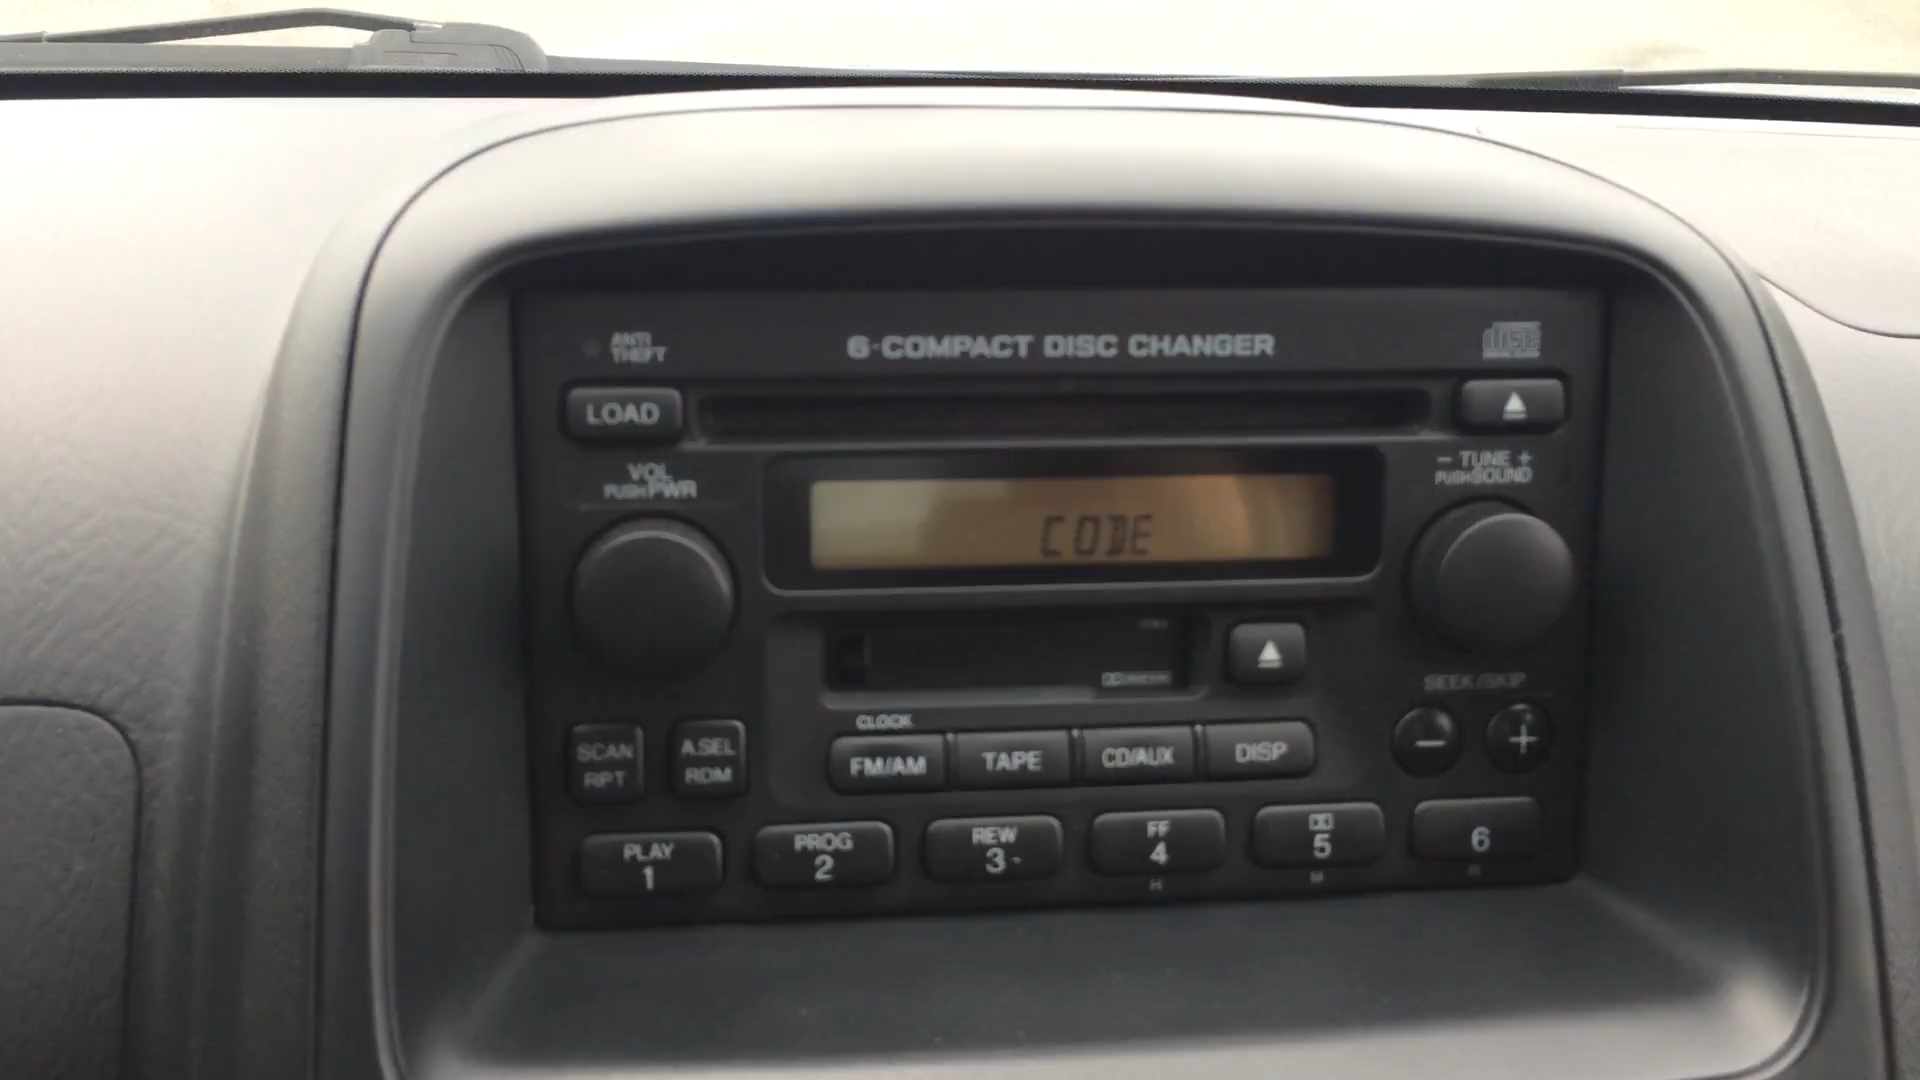 ANTI
THEFT
6-COMPACT DISC CHANGER
disc
LOAD
VOL
PUSH PWR
- TUNE +
PUSH SOUND
CODE
SEEK/SKIP
CLOCK
SCAN
RPT
A.SEL
RDM
FM/AM
TAPE
CD/AUX
DISP
- +
PLAY
1
PROG
2
REW
3
FF
4
5
6
H
M
R